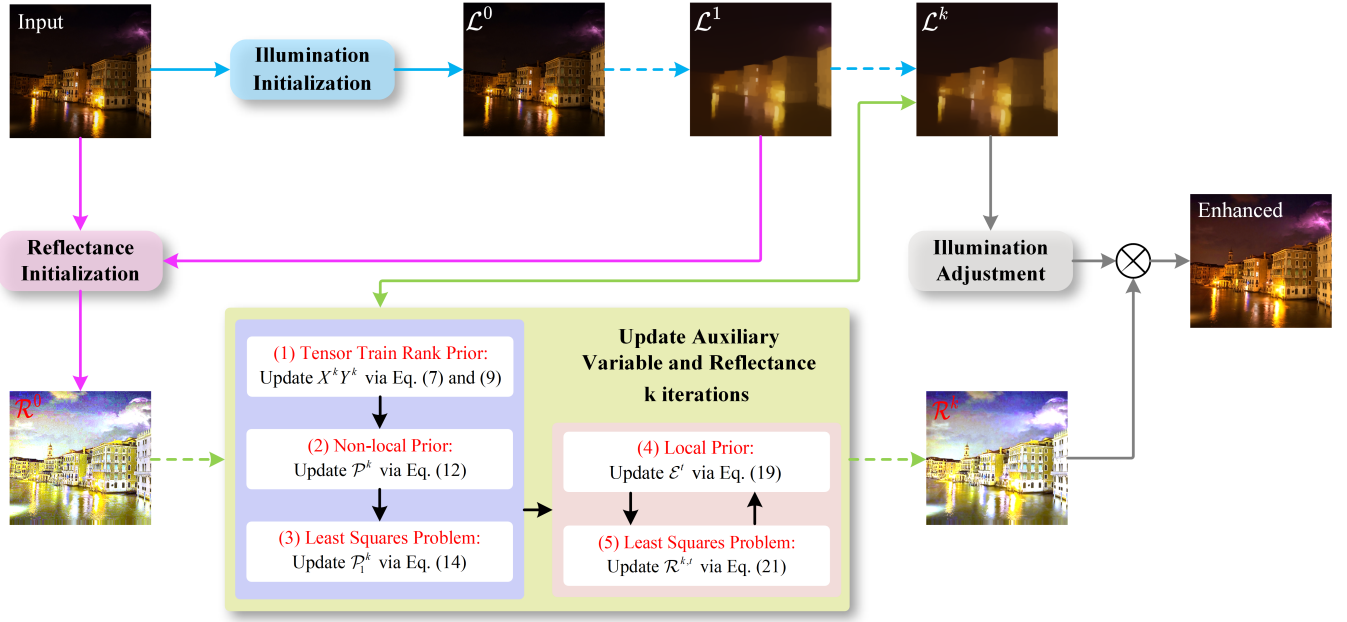 Input
Illumination
Initialization
ℒ⁰
ℒ¹
ℒᵏ
Reflectance
Initialization
Illumination
Adjustment
Enhanced
ℛ⁰
Update Auxiliary
Variable and Reflectance
k iterations
(1) Tensor Train Rank Prior:
Update XᵏYᵏ via Eq. (7) and (9)
(2) Non-local Prior:
Update 𝒫ᵏ via Eq. (12)
(3) Least Squares Problem:
Update 𝒫₁ᵏ via Eq. (14)
(4) Local Prior:
Update ℰᵗ via Eq. (19)
(5) Least Squares Problem:
Update ℛᵏ,ᵗ via Eq. (21)
ℛᵏ